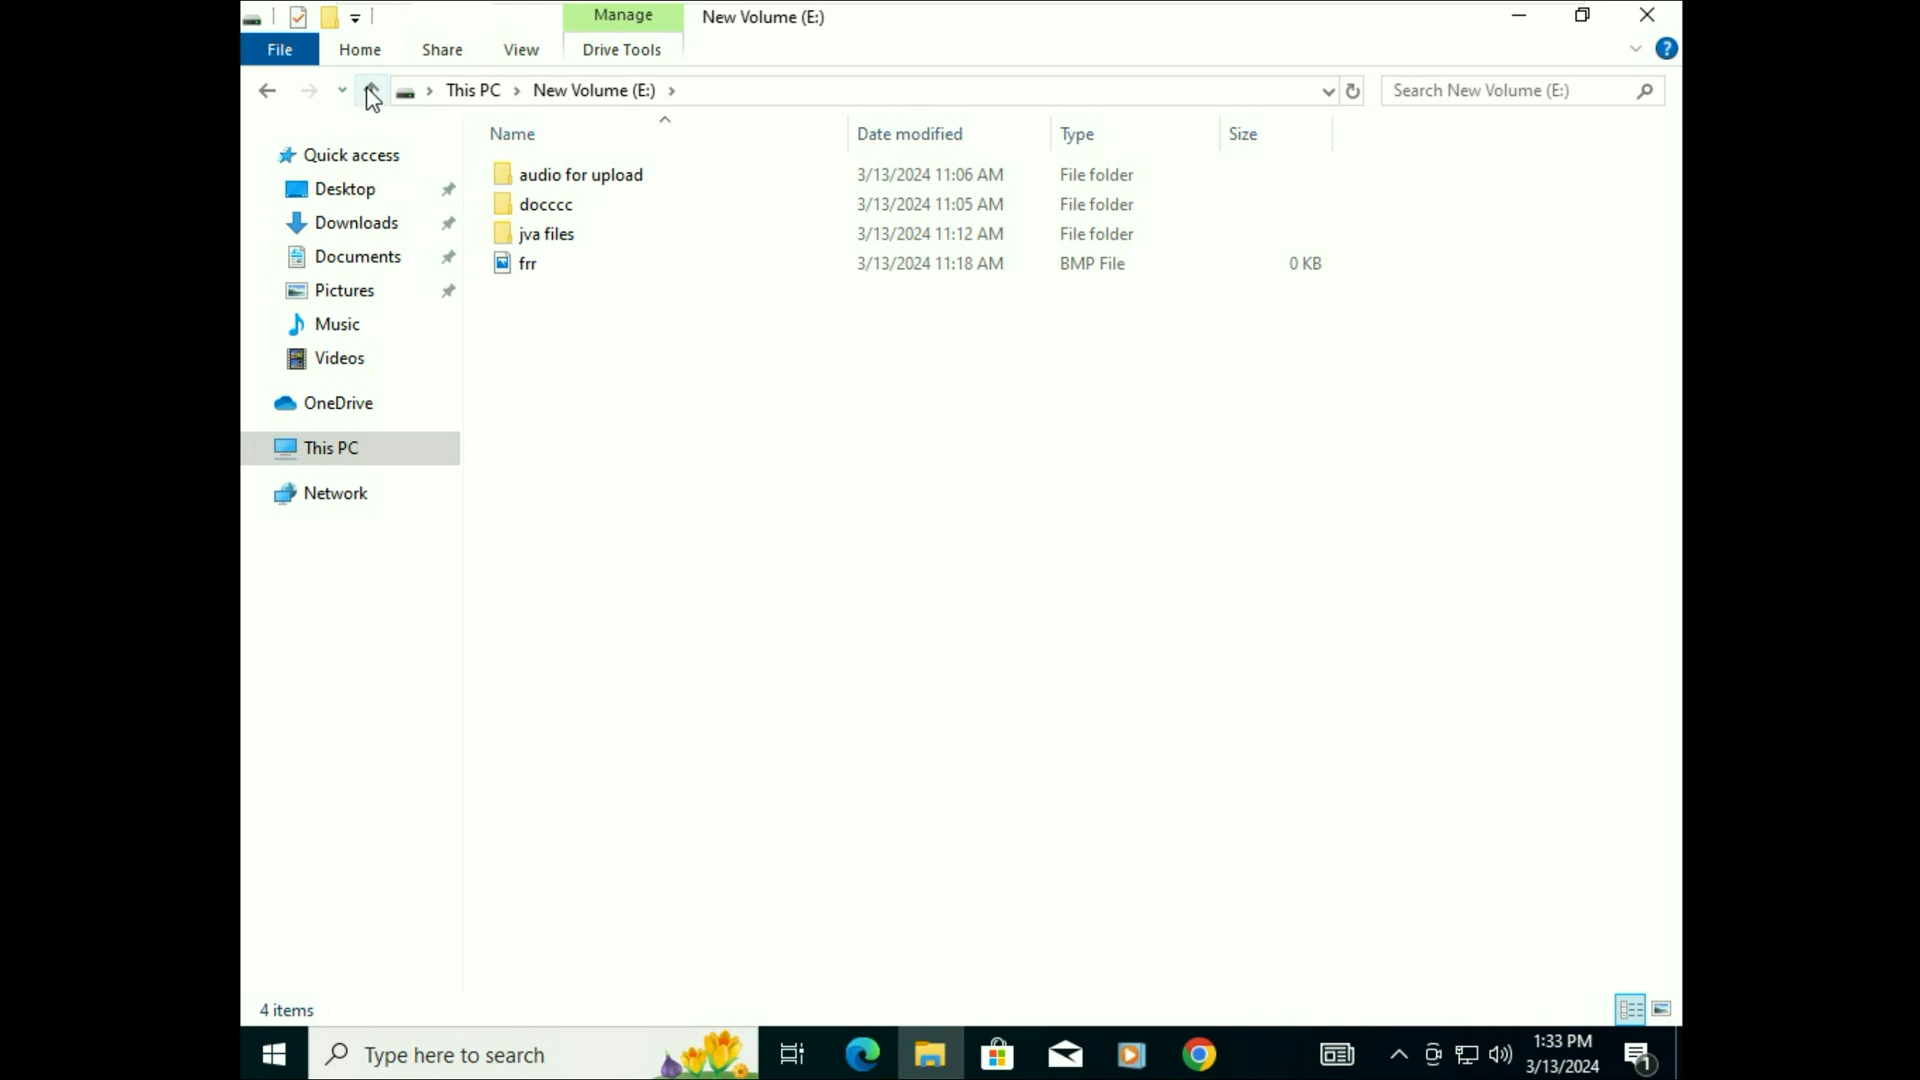 Manage New Volume (E:)
File Home Share View Drive Tools
This PC New Volume (E:) Search New Volume (E:)
Name Date modified Type Size
Quick access
Desktop
Downloads
Documents
Pictures
Music
Videos
OneDrive
This PC
Network
audio for upload 3/13/2024 11:06 AM File folder
docccc 3/13/2024 11:05 AM File folder
jva files 3/13/2024 11:12 AM File folder
frr 3/13/2024 11:18 AM BMP File 0 KB
4 items
Type here to search
1:33 PM
3/13/2024
1